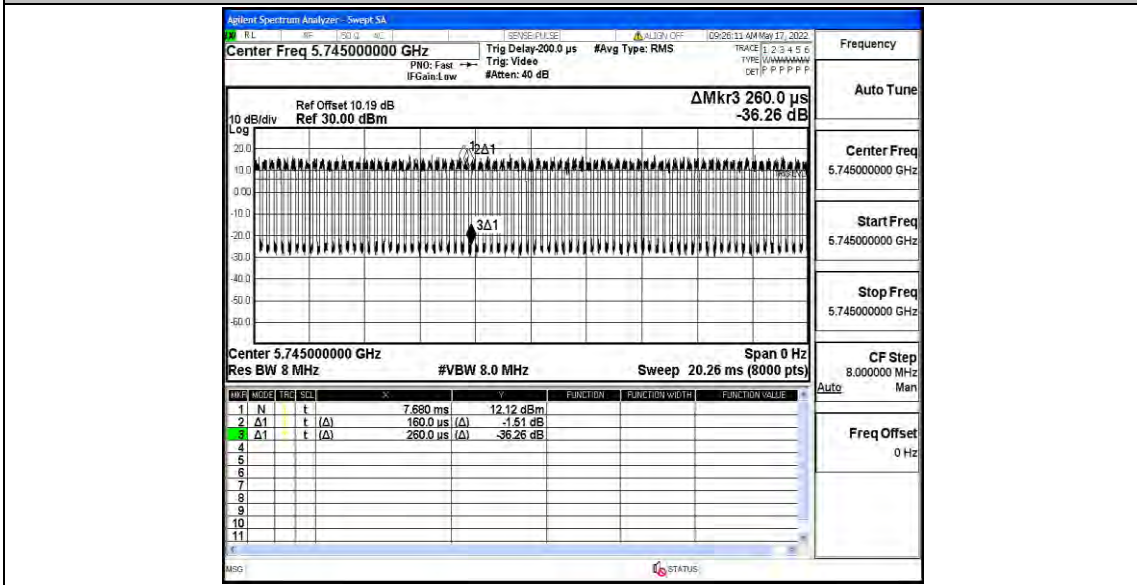 Agilent Spectrum Analyzer - Swept SA
RL RF 50 Ω AC SENSE:PULSE ALIGN OFF 09:26:11 AM May 17, 2022
Center Freq 5.745000000 GHz
PNO: Fast
IFGain:Low
Trig Delay-200.0 µs
Trig: Video
#Atten: 40 dB
#Avg Type: RMS
TRACE 1 2 3 4 5 6
TYPE
DET P P P P P P
ΔMkr3 260.0 µs
-36.26 dB
Ref Offset 10.19 dB
10 dB/div Ref 30.00 dBm
Log
20.0
10.0
0.00
-10.0
-20.0
-30.0
-40.0
-50.0
-60.0
2Δ1
3Δ1
Center 5.745000000 GHz Span 0 Hz
Res BW 8 MHz #VBW 8.0 MHz Sweep 20.26 ms (8000 pts)
MKR MODE TRC SCL X Y FUNCTION FUNCTION WIDTH FUNCTION VALUE
1 N t 7.680 ms 12.12 dBm
2 Δ1 t (Δ) 160.0 µs (Δ) -1.51 dB
3 Δ1 t (Δ) 260.0 µs (Δ) -36.26 dB
4
5
6
7
8
9
10
11
MSG STATUS
Frequency
Auto Tune
Center Freq
5.745000000 GHz
Start Freq
5.745000000 GHz
Stop Freq
5.745000000 GHz
CF Step
8.000000 MHz
Auto Man
Freq Offset
0 Hz